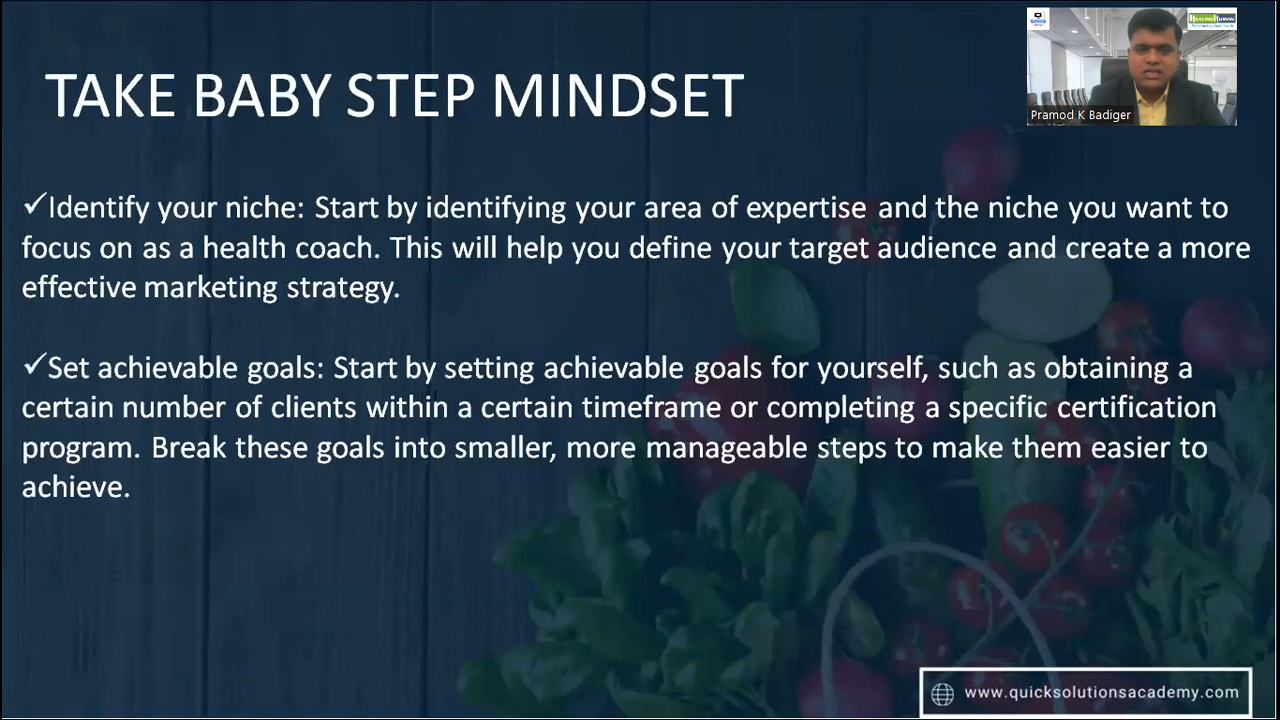 TAKE BABY STEP MINDSET
HEALINGHUMAN
Pramod K Badiger
✓Identify your niche: Start by identifying your area of expertise and the niche you want to
focus on as a health coach. This will help you define your target audience and create a more
effective marketing strategy.
✓Set achievable goals: Start by setting achievable goals for yourself, such as obtaining a
certain number of clients within a certain timeframe or completing a specific certification
program. Break these goals into smaller, more manageable steps to make them easier to
achieve.
www.quicksolutionsacademy.com